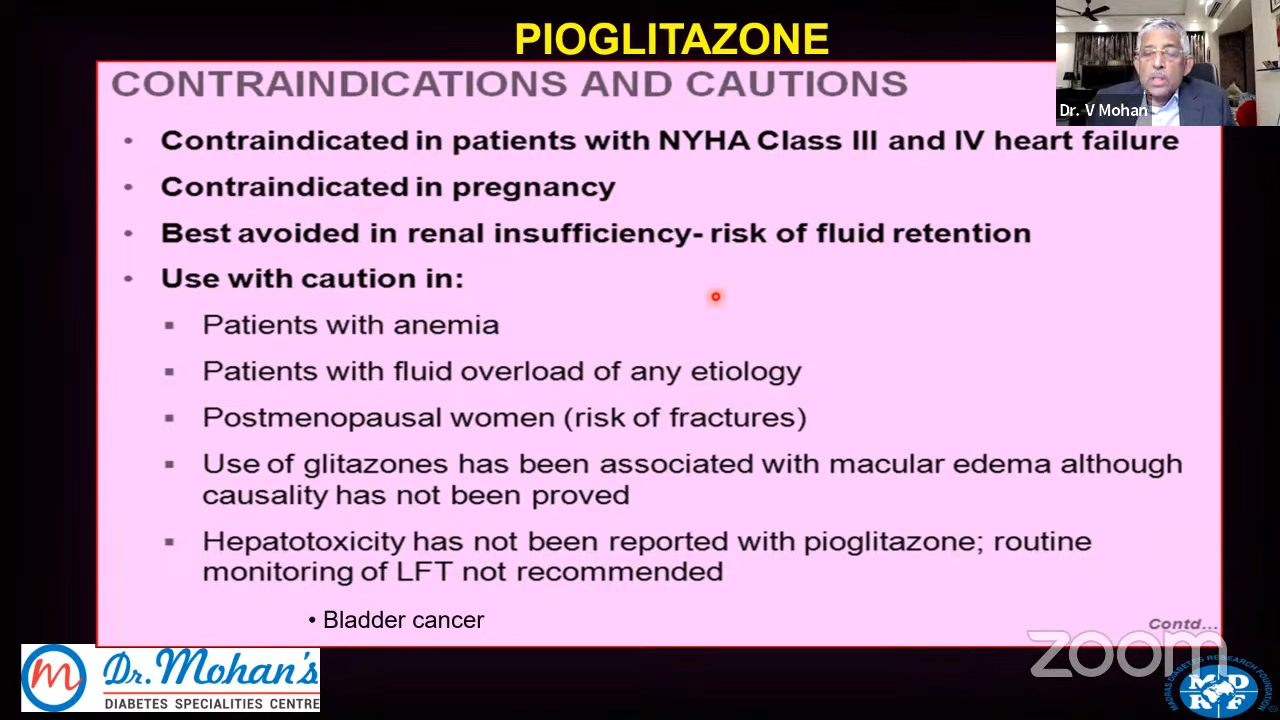 PIOGLITAZONE
CONTRAINDICATIONS AND CAUTIONS
Dr. V Mohan
• Contraindicated in patients with NYHA Class III and IV heart failure
• Contraindicated in pregnancy
• Best avoided in renal insufficiency- risk of fluid retention
• Use with caution in:
▪ Patients with anemia
▪ Patients with fluid overload of any etiology
▪ Postmenopausal women (risk of fractures)
▪ Use of glitazones has been associated with macular edema although
causality has not been proved
▪ Hepatotoxicity has not been reported with pioglitazone; routine
monitoring of LFT not recommended
• Bladder cancer
Contd...
zoom
m Dr. Mohan's
DIABETES SPECIALITIES CENTRE
MADRAS DIABETES RESEARCH FOUNDATION
M D
R F